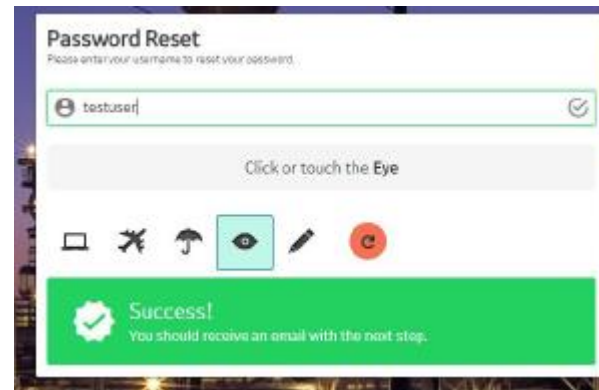 Password Reset
Please enter your username to reset your password.
testuser
Click or touch the Eye
Success!
You should receive an email with the next step.